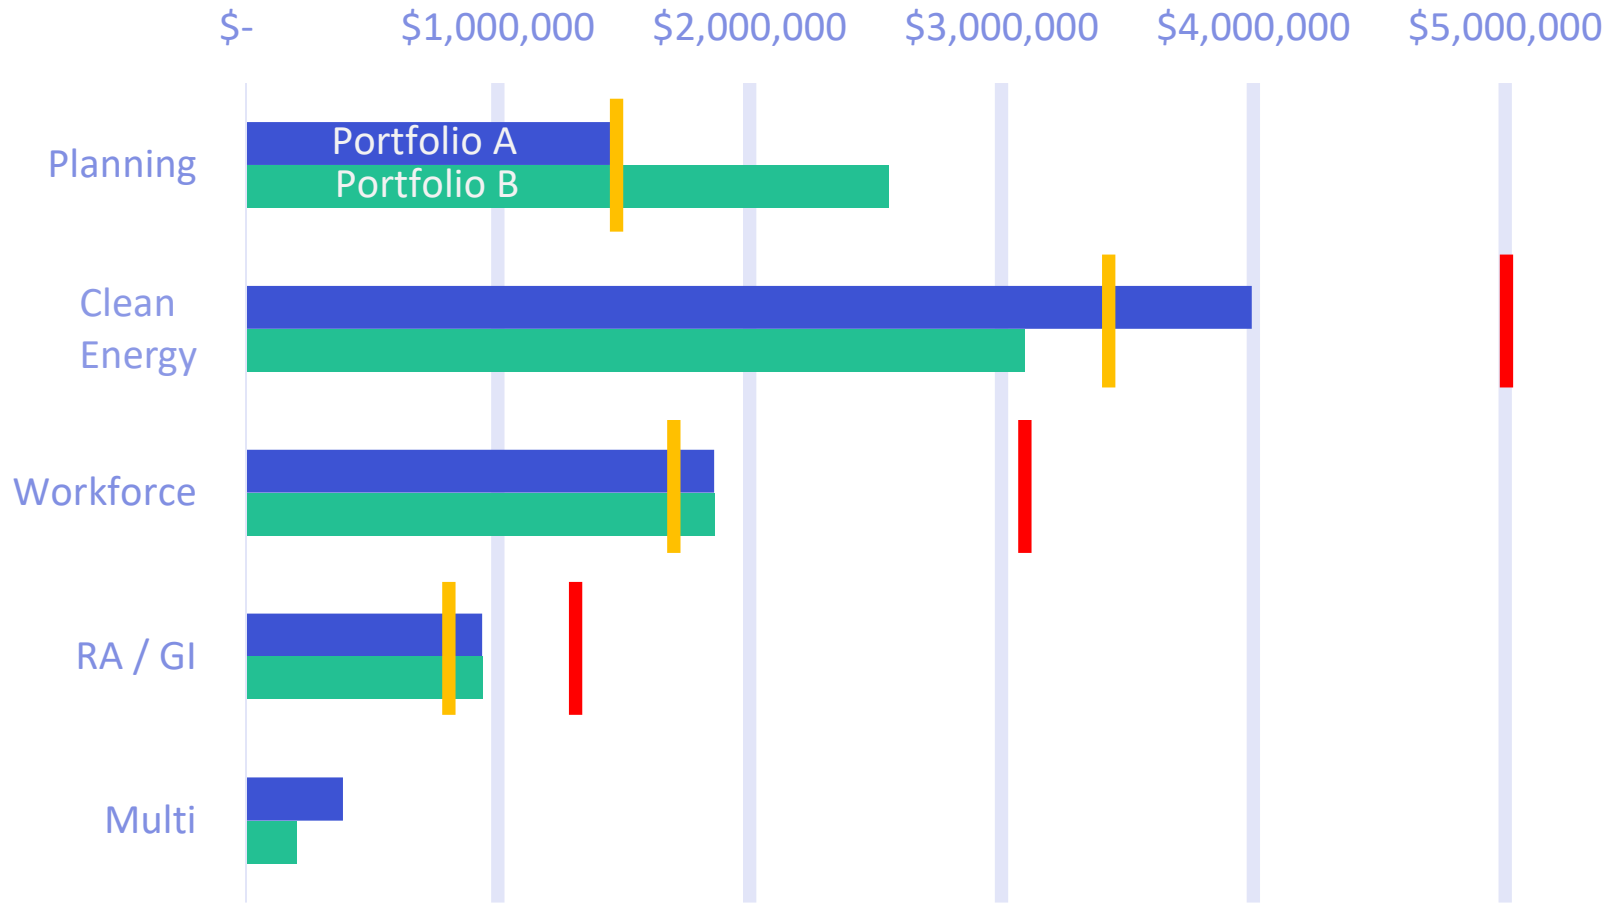 $- $1,000,000 $2,000,000 $3,000,000 $4,000,000 $5,000,000
Planning
Portfolio A
Portfolio B
Clean
Energy
Workforce
RA / GI
Multi